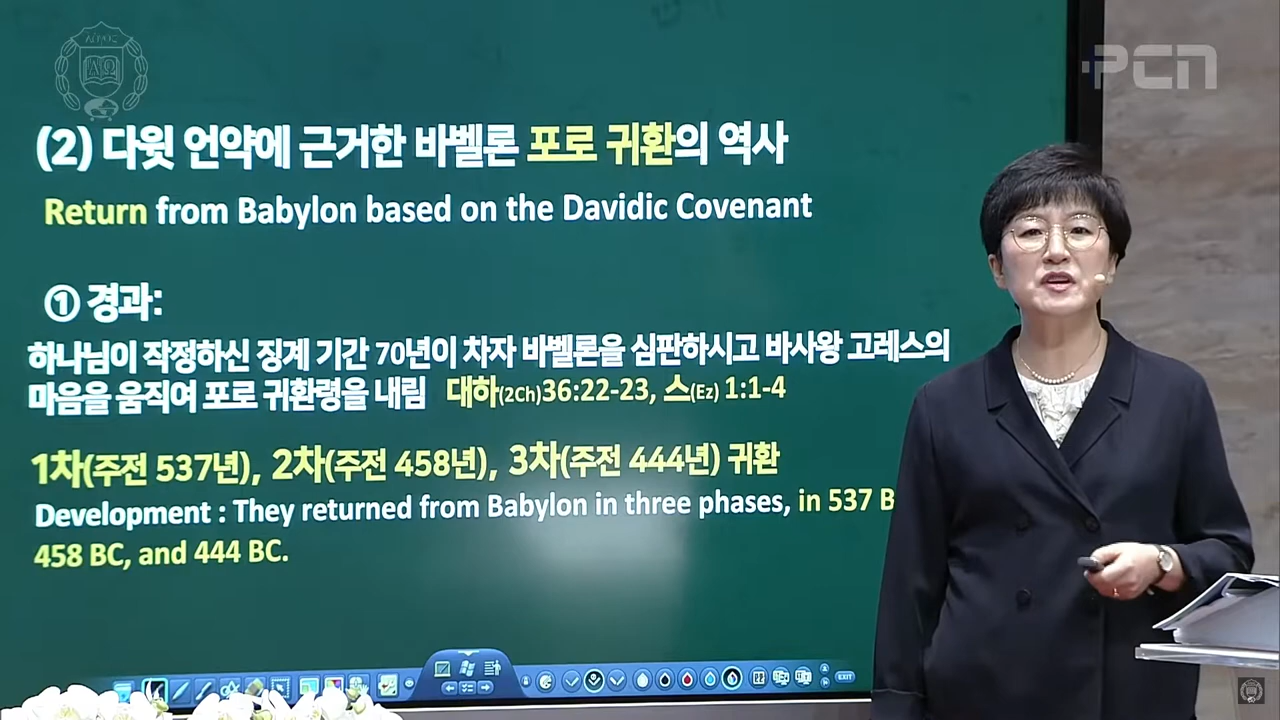 PCN
(2) 다윗 언약에 근거한 바벨론 포로 귀환의 역사
Return from Babylon based on the Davidic Covenant
① 경과:
하나님이 작정하신 징계 기간 70년이 차자 바벨론을 심판하시고 바사왕 고레스의
마음을 움직여 포로 귀환령을 내림 대하(2Ch)36:22-23, 스(Ez) 1:1-4
1차(주전 537년), 2차(주전 458년), 3차(주전 444년) 귀환
Development : They returned from Babylon in three phases, in 537 B
458 BC, and 444 BC.
EXIT